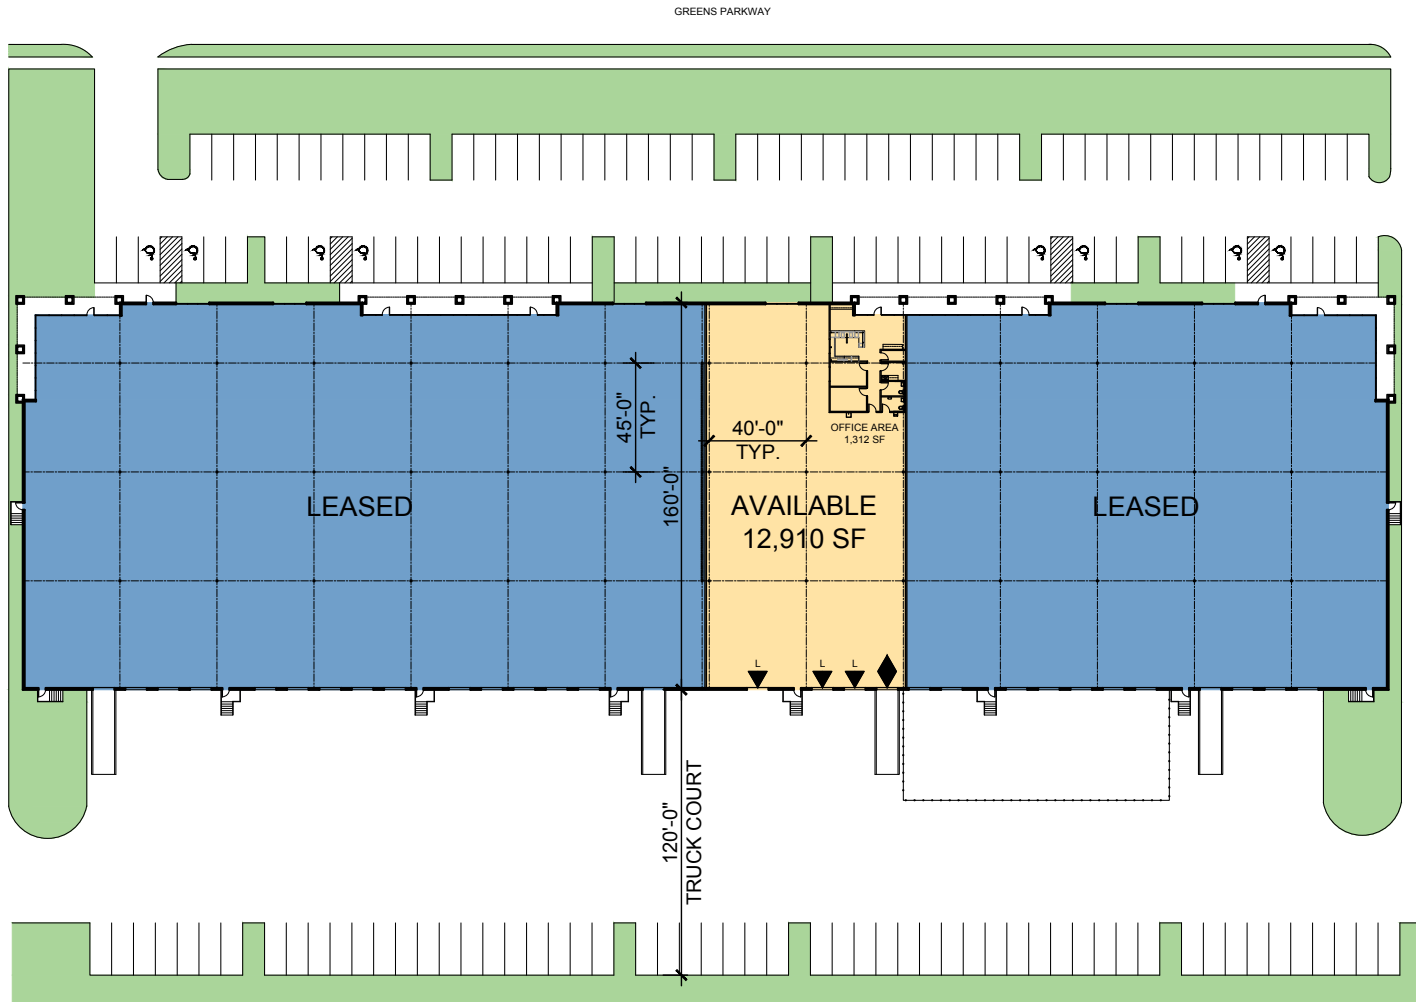 GREENS PARKWAY
45'-0"
TYP.
40'-0"
TYP.
OFFICE AREA
1,312 SF
160'-0"
LEASED
AVAILABLE
12,910 SF
LEASED
L
L
L
120'-0"
TRUCK COURT